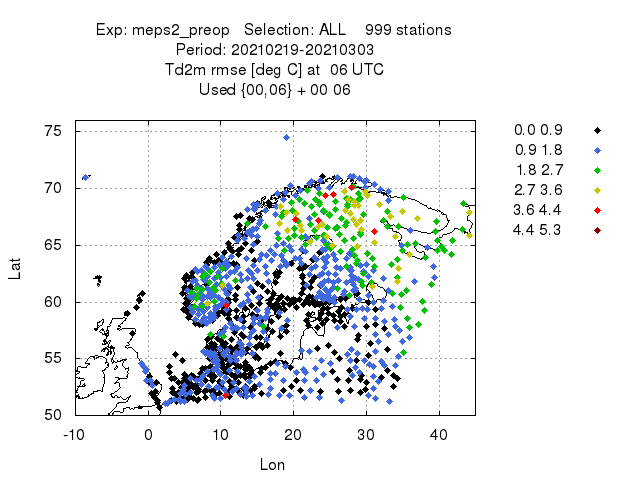 Exp: meps2_preop   Selection: ALL    999 stations
Period: 20210219-20210303
Td2m rmse [deg C] at  06 UTC
Used {00,06} + 00 06
75
70
65
60
55
50
Lat
-10 0 10 20 30 40
Lon
0.0 0.9
0.9 1.8
1.8 2.7
2.7 3.6
3.6 4.4
4.4 5.3